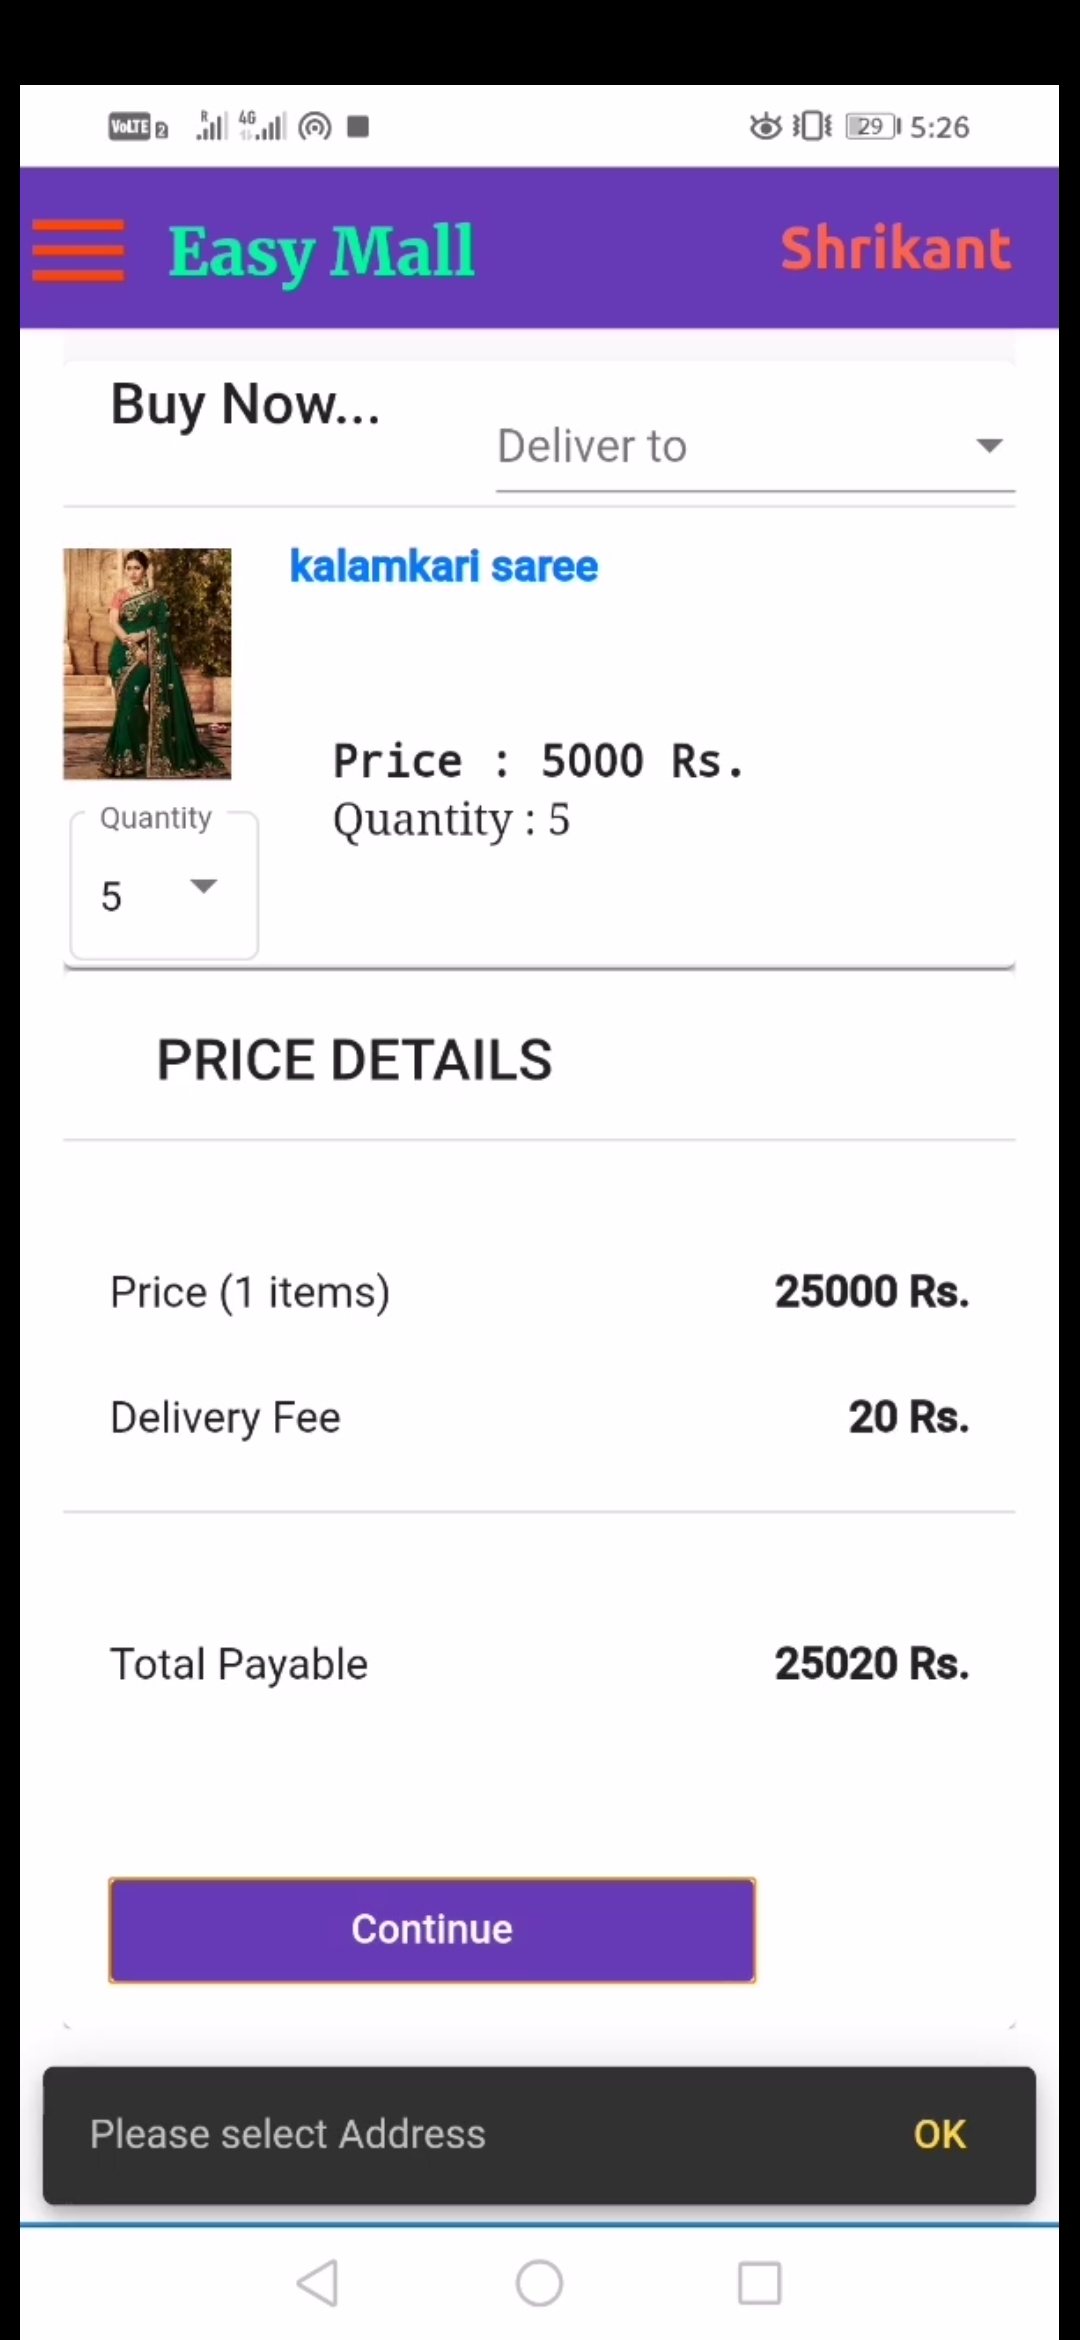 VoLTE 2 R 4G 29 5:26
Easy Mall Shrikant
Buy Now...
Deliver to
kalamkari saree
Price : 5000 Rs.
Quantity : 5
Quantity
5
PRICE DETAILS
Price (1 items) 25000 Rs.
Delivery Fee 20 Rs.
Total Payable 25020 Rs.
Continue
Please select Address OK